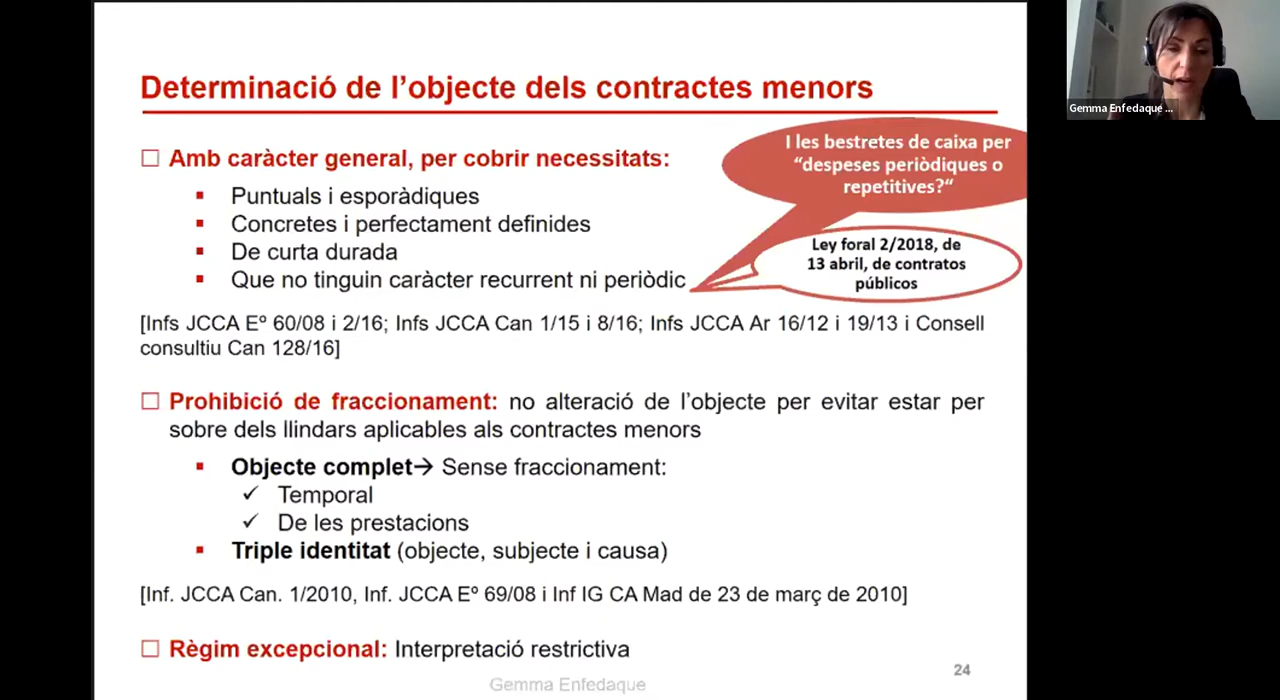 Determinació de l’objecte dels contractes menors
☐ Amb caràcter general, per cobrir necessitats:
▪ Puntuals i esporàdiques
▪ Concretes i perfectament definides
▪ De curta durada
▪ Que no tinguin caràcter recurrent ni periòdic
I les bestretes de caixa per
“despeses periòdiques o
repetitives?“
Ley foral 2/2018, de
13 abril, de contratos
públicos
[Infs JCCA Eº 60/08 i 2/16; Infs JCCA Can 1/15 i 8/16; Infs JCCA Ar 16/12 i 19/13 i Consell
consultiu Can 128/16]
☐ Prohibició de fraccionament: no alteració de l’objecte per evitar estar per
sobre dels llindars aplicables als contractes menors
▪ Objecte complet→ Sense fraccionament:
✓ Temporal
✓ De les prestacions
▪ Triple identitat (objecte, subjecte i causa)
[Inf. JCCA Can. 1/2010, Inf. JCCA Eº 69/08 i Inf IG CA Mad de 23 de març de 2010]
☐ Règim excepcional: Interpretació restrictiva
24
Gemma Enfedaque
Gemma Enfedaque ...